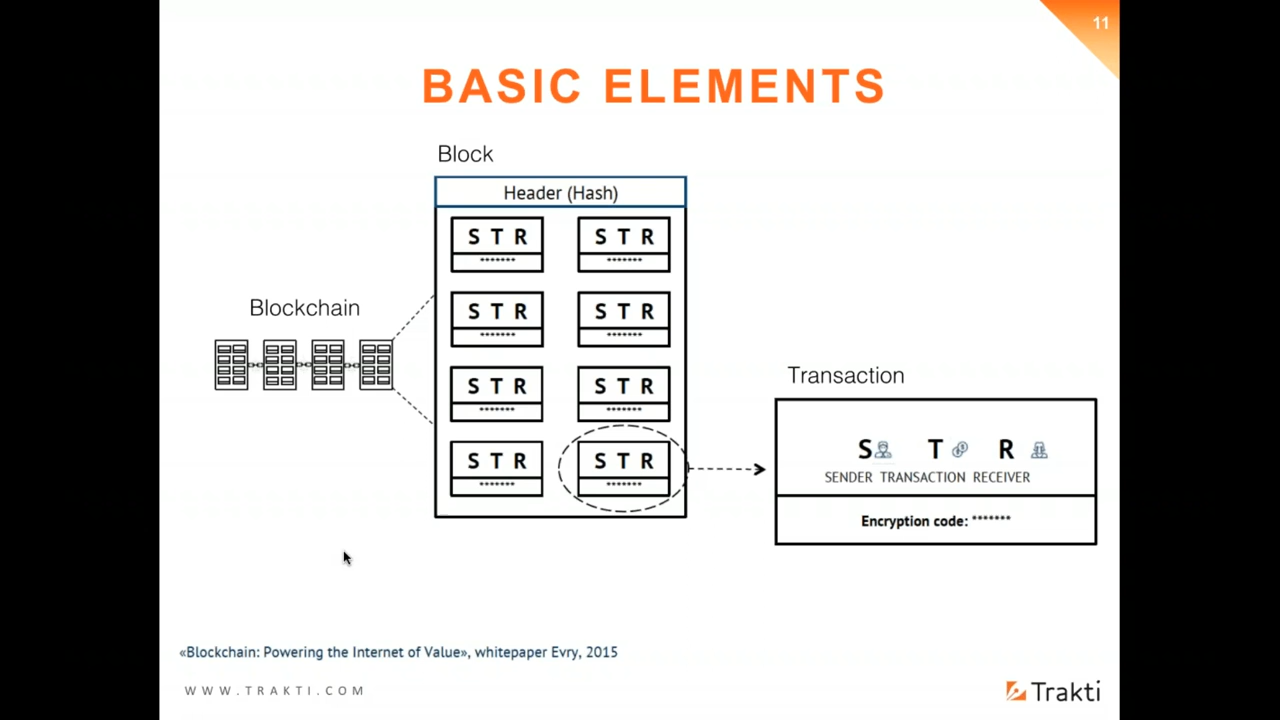 11
BASIC ELEMENTS
Block
Header (Hash)
S T R S T R
******* *******
S T R S T R
******* *******
Blockchain
S T R S T R
******* *******
Transaction
S T R S T R
******* *******
S T R
SENDER TRANSACTION RECEIVER
Encryption code: *******
«Blockchain: Powering the Internet of Value», whitepaper Evry, 2015
WWW.TRAKTI.COM
Trakti